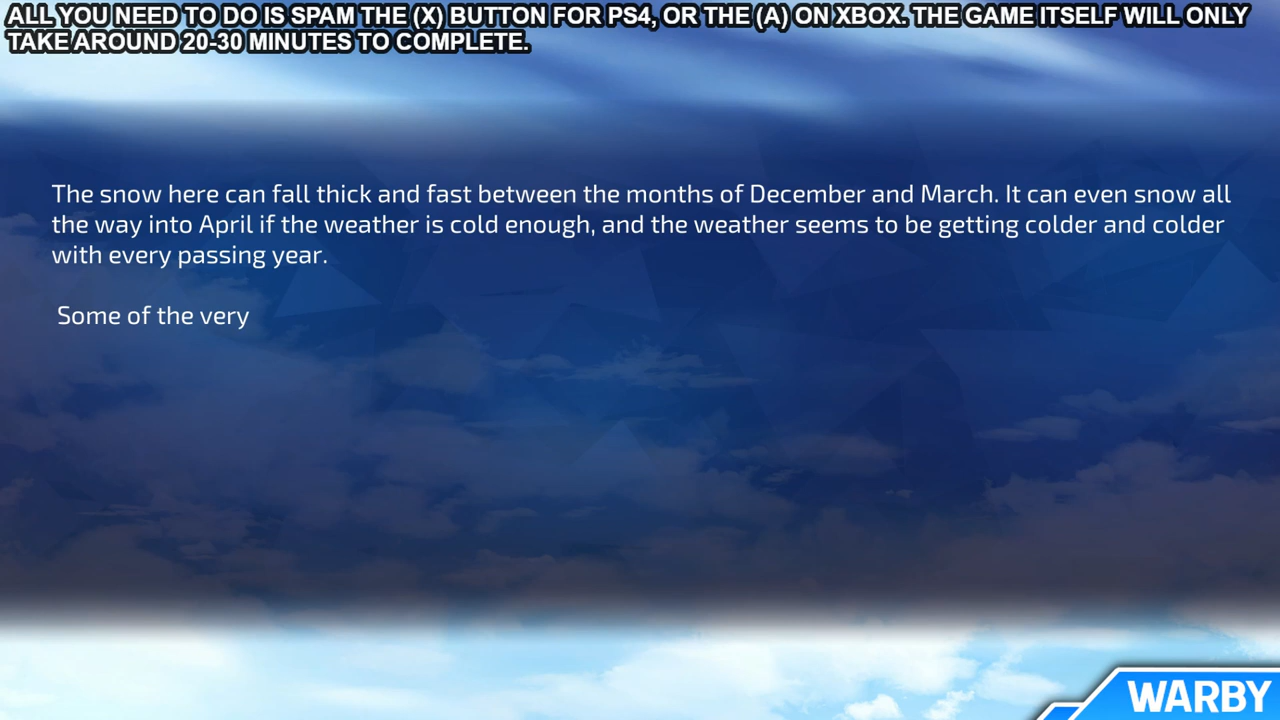 ALL YOU NEED TO DO IS SPAM THE (X) BUTTON FOR PS4, OR THE (A) ON XBOX. THE GAME ITSELF WILL ONLY
TAKE AROUND 20-30 MINUTES TO COMPLETE.
The snow here can fall thick and fast between the months of December and March. It can even snow all
the way into April if the weather is cold enough, and the weather seems to be getting colder and colder
with every passing year.
Some of the very
WARBY